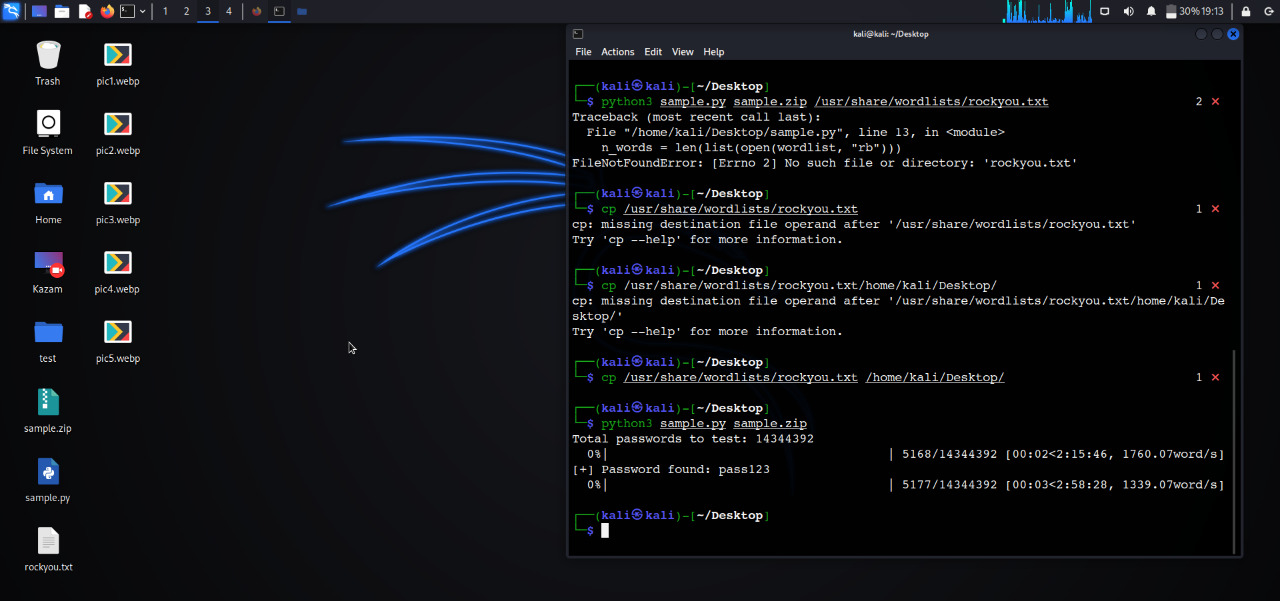 1 2 3 4
30% 19:13
Trash
pic1.webp
File System
pic2.webp
Home
pic3.webp
Kazam
pic4.webp
test
pic5.webp
sample.zip
sample.py
rockyou.txt
kali@kali: ~/Desktop
File Actions Edit View Help
┌──(kali㉿kali)-[~/Desktop]
└─$ python3 sample.py sample.zip /usr/share/wordlists/rockyou.txt 2 ⨯
Traceback (most recent call last):
File "/home/kali/Desktop/sample.py", line 13, in <module>
n_words = len(list(open(wordlist, "rb")))
FileNotFoundError: [Errno 2] No such file or directory: 'rockyou.txt'
┌──(kali㉿kali)-[~/Desktop]
└─$ cp /usr/share/wordlists/rockyou.txt 1 ⨯
cp: missing destination file operand after '/usr/share/wordlists/rockyou.txt'
Try 'cp --help' for more information.
┌──(kali㉿kali)-[~/Desktop]
└─$ cp /usr/share/wordlists/rockyou.txt/home/kali/Desktop/ 1 ⨯
cp: missing destination file operand after '/usr/share/wordlists/rockyou.txt/home/kali/De
sktop/'
Try 'cp --help' for more information.
┌──(kali㉿kali)-[~/Desktop]
└─$ cp /usr/share/wordlists/rockyou.txt /home/kali/Desktop/ 1 ⨯
┌──(kali㉿kali)-[~/Desktop]
└─$ python3 sample.py sample.zip
Total passwords to test: 14344392
0%| | 5168/14344392 [00:02<2:15:46, 1760.07word/s]
[+] Password found: pass123
0%| | 5177/14344392 [00:03<2:58:28, 1339.07word/s]
┌──(kali㉿kali)-[~/Desktop]
└─$